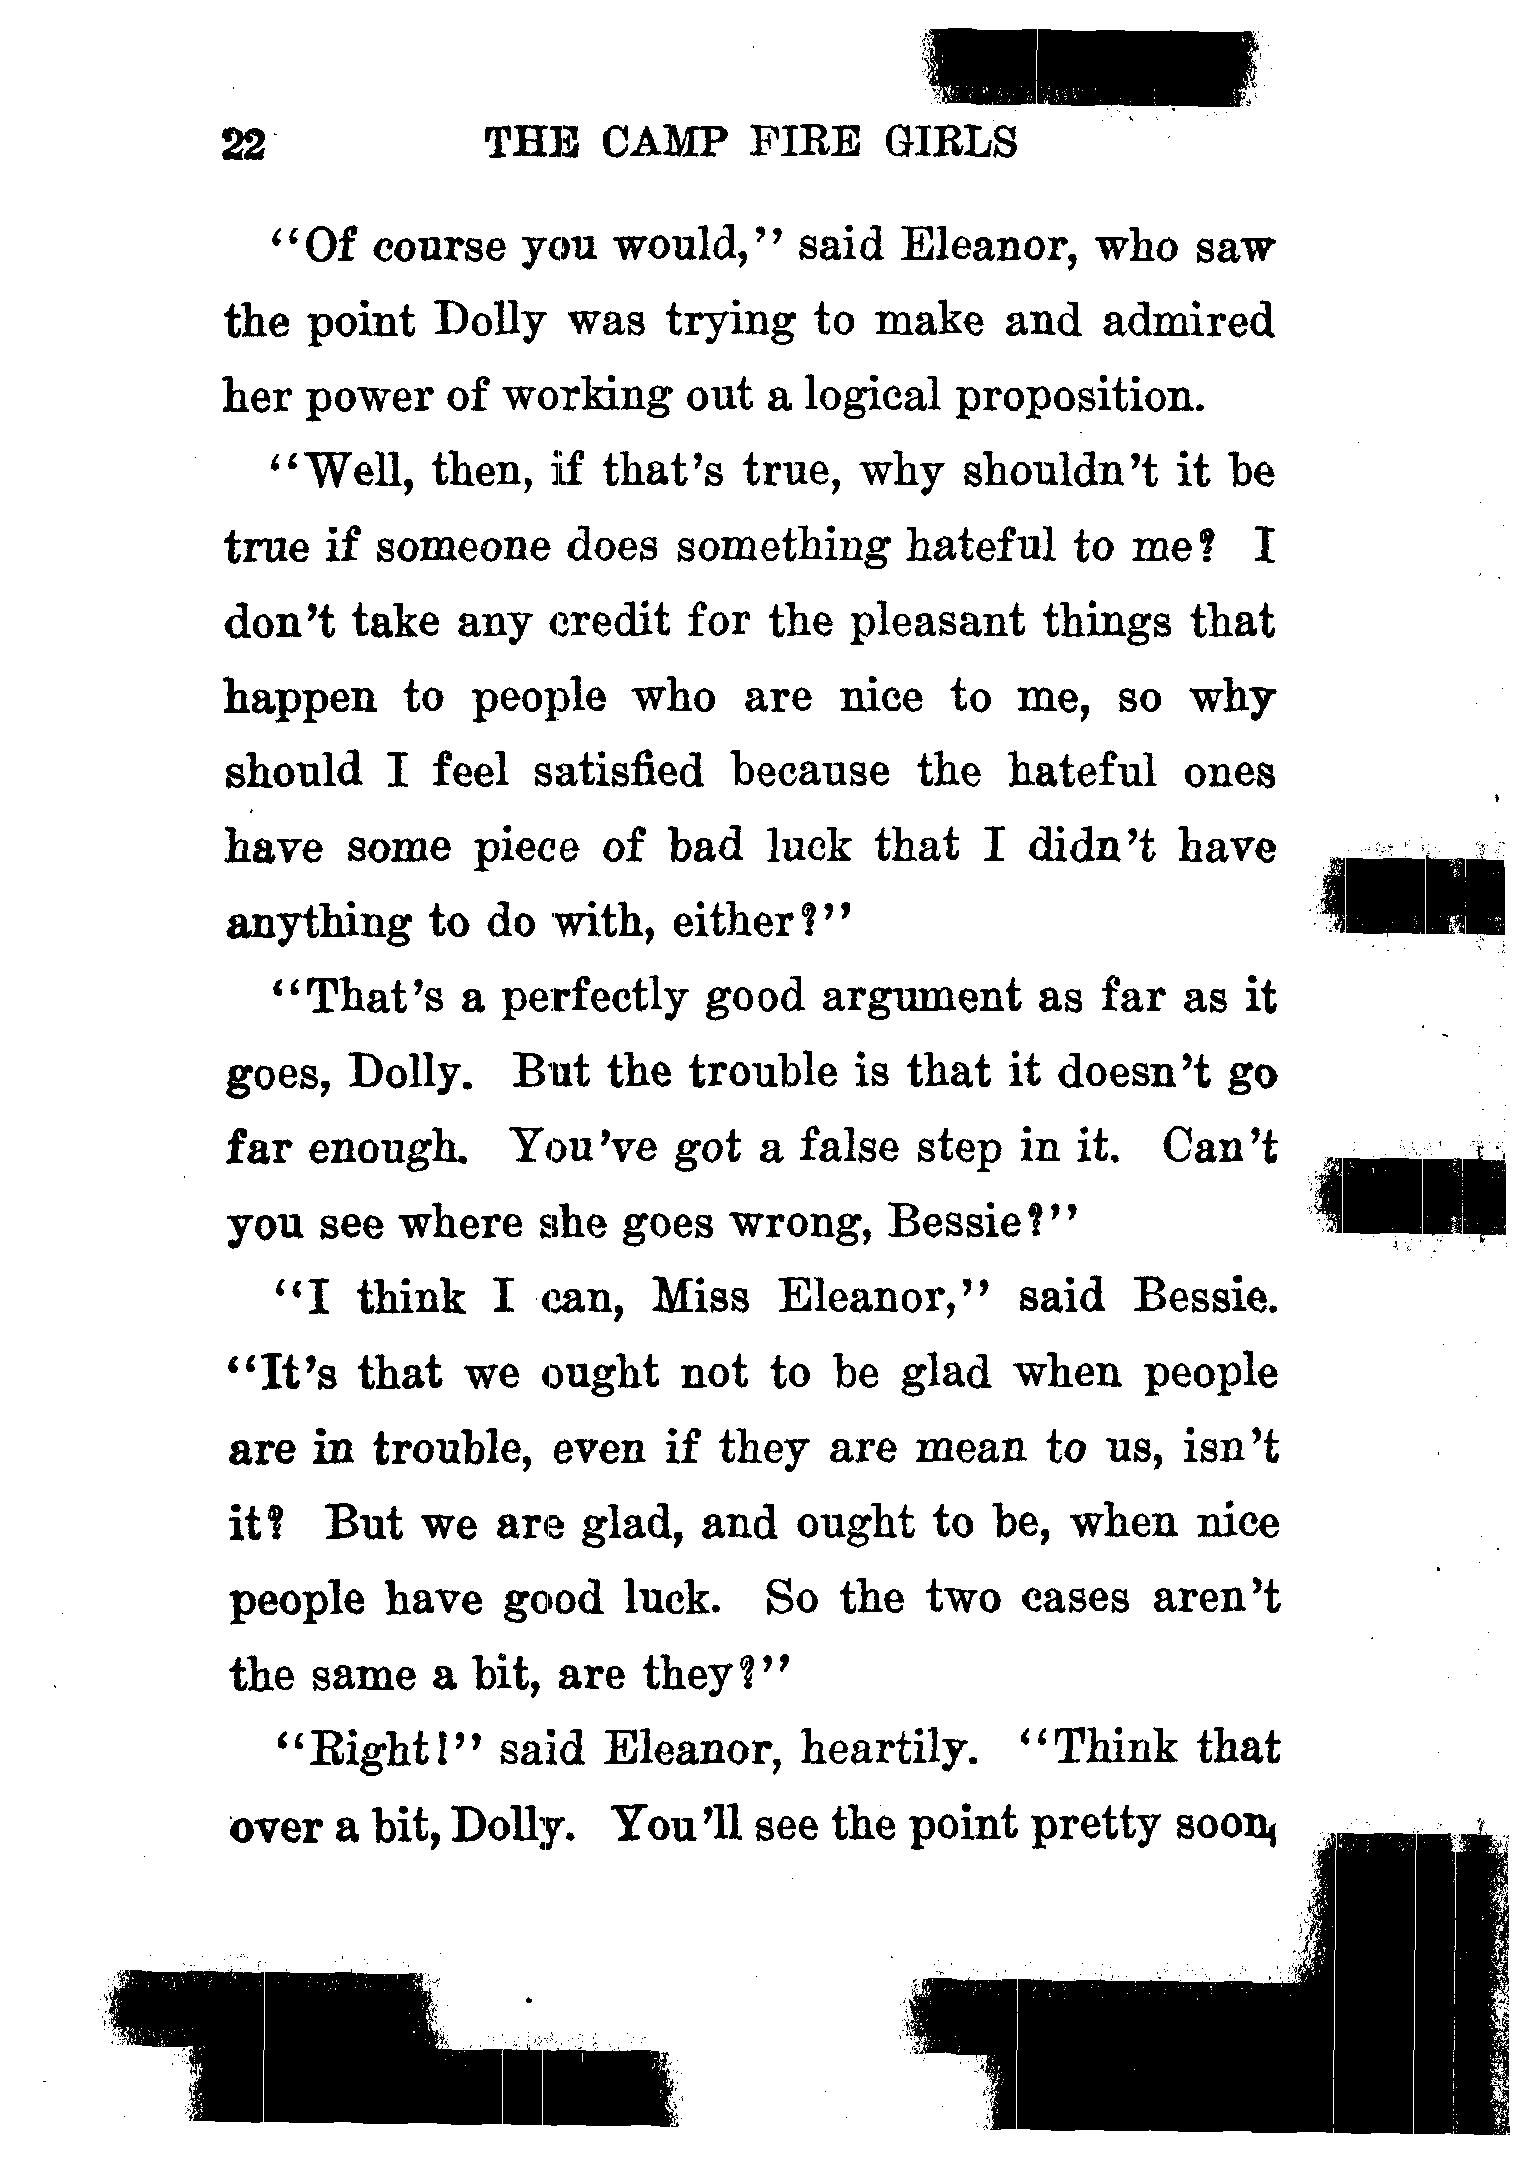 22 THE CAMP FIRE GIRLS
"Of course you would," said Eleanor, who saw
the point Dolly was trying to make and admired
her power of working out a logical proposition.
"Well, then, if that's true, why shouldn't it be
true if someone does something hateful to me? I
don't take any credit for the pleasant things that
happen to people who are nice to me, so why
should I feel satisfied because the hateful ones
have some piece of bad luck that I didn't have
anything to do with, either?"
"That's a perfectly good argument as far as it
goes, Dolly. But the trouble is that it doesn't go
far enough. You've got a false step in it. Can't
you see where she goes wrong, Bessie?"
"I think I can, Miss Eleanor," said Bessie.
"It's that we ought not to be glad when people
are in trouble, even if they are mean to us, isn't
it? But we are glad, and ought to be, when nice
people have good luck. So the two cases aren't
the same a bit, are they?"
"Right!" said Eleanor, heartily. "Think that
over a bit, Dolly. You'll see the point pretty soon,